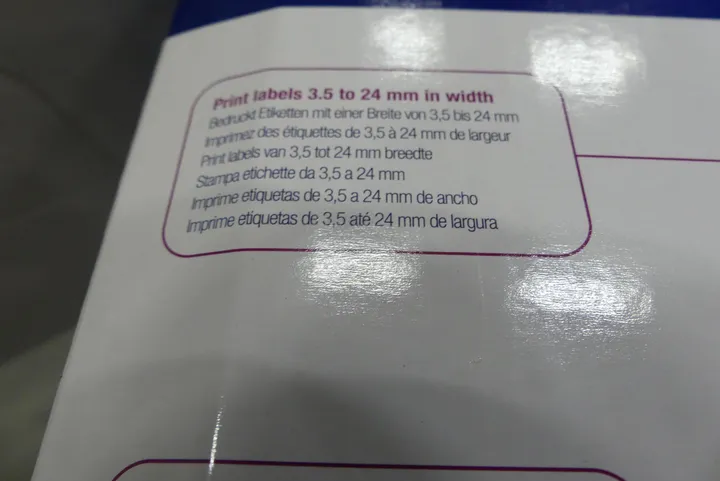 Print labels 3.5 to 24 mm in width
Bedruckt Etiketten mit einer Breite von 3,5 bis 24 mm
Imprimez des étiquettes de 3,5 à 24 mm de largeur
Print labels van 3,5 tot 24 mm breedte
Stampa etichette da 3,5 a 24 mm
Imprime etiquetas de 3,5 a 24 mm de ancho
Imprime etiquetas de 3,5 até 24 mm de largura